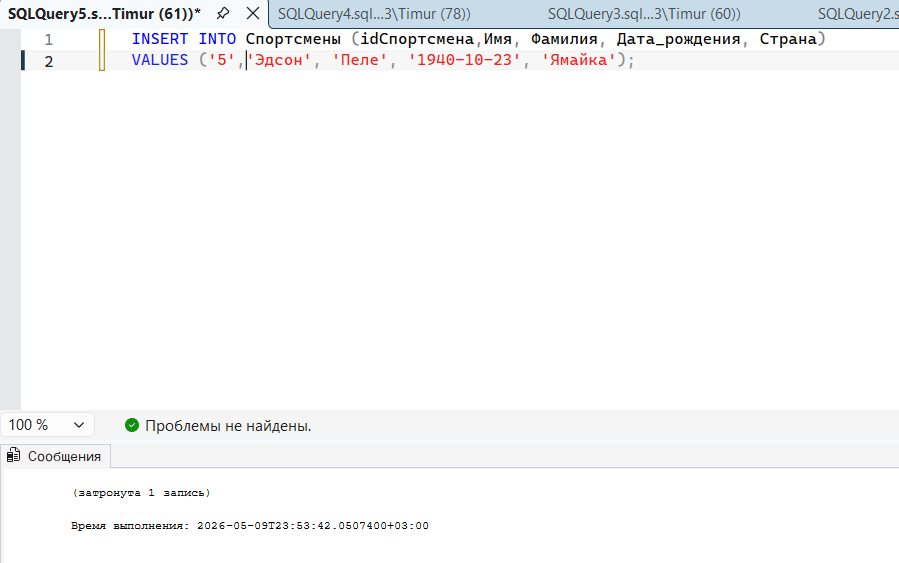 SQLQuery5.s...Timur (61))* SQLQuery4.sql...3\Timur (78)) SQLQuery3.sql...3\Timur (60)) SQLQuery2.s
1 INSERT INTO Спортсмены (idСпортсмена,Имя, Фамилия, Дата_рождения, Страна)
2 VALUES ('5','Эдсон', 'Пеле', '1940-10-23', 'Ямайка');
100 % Проблемы не найдены.
Сообщения
(затронута 1 запись)
Время выполнения: 2026-05-09T23:53:42.0507400+03:00